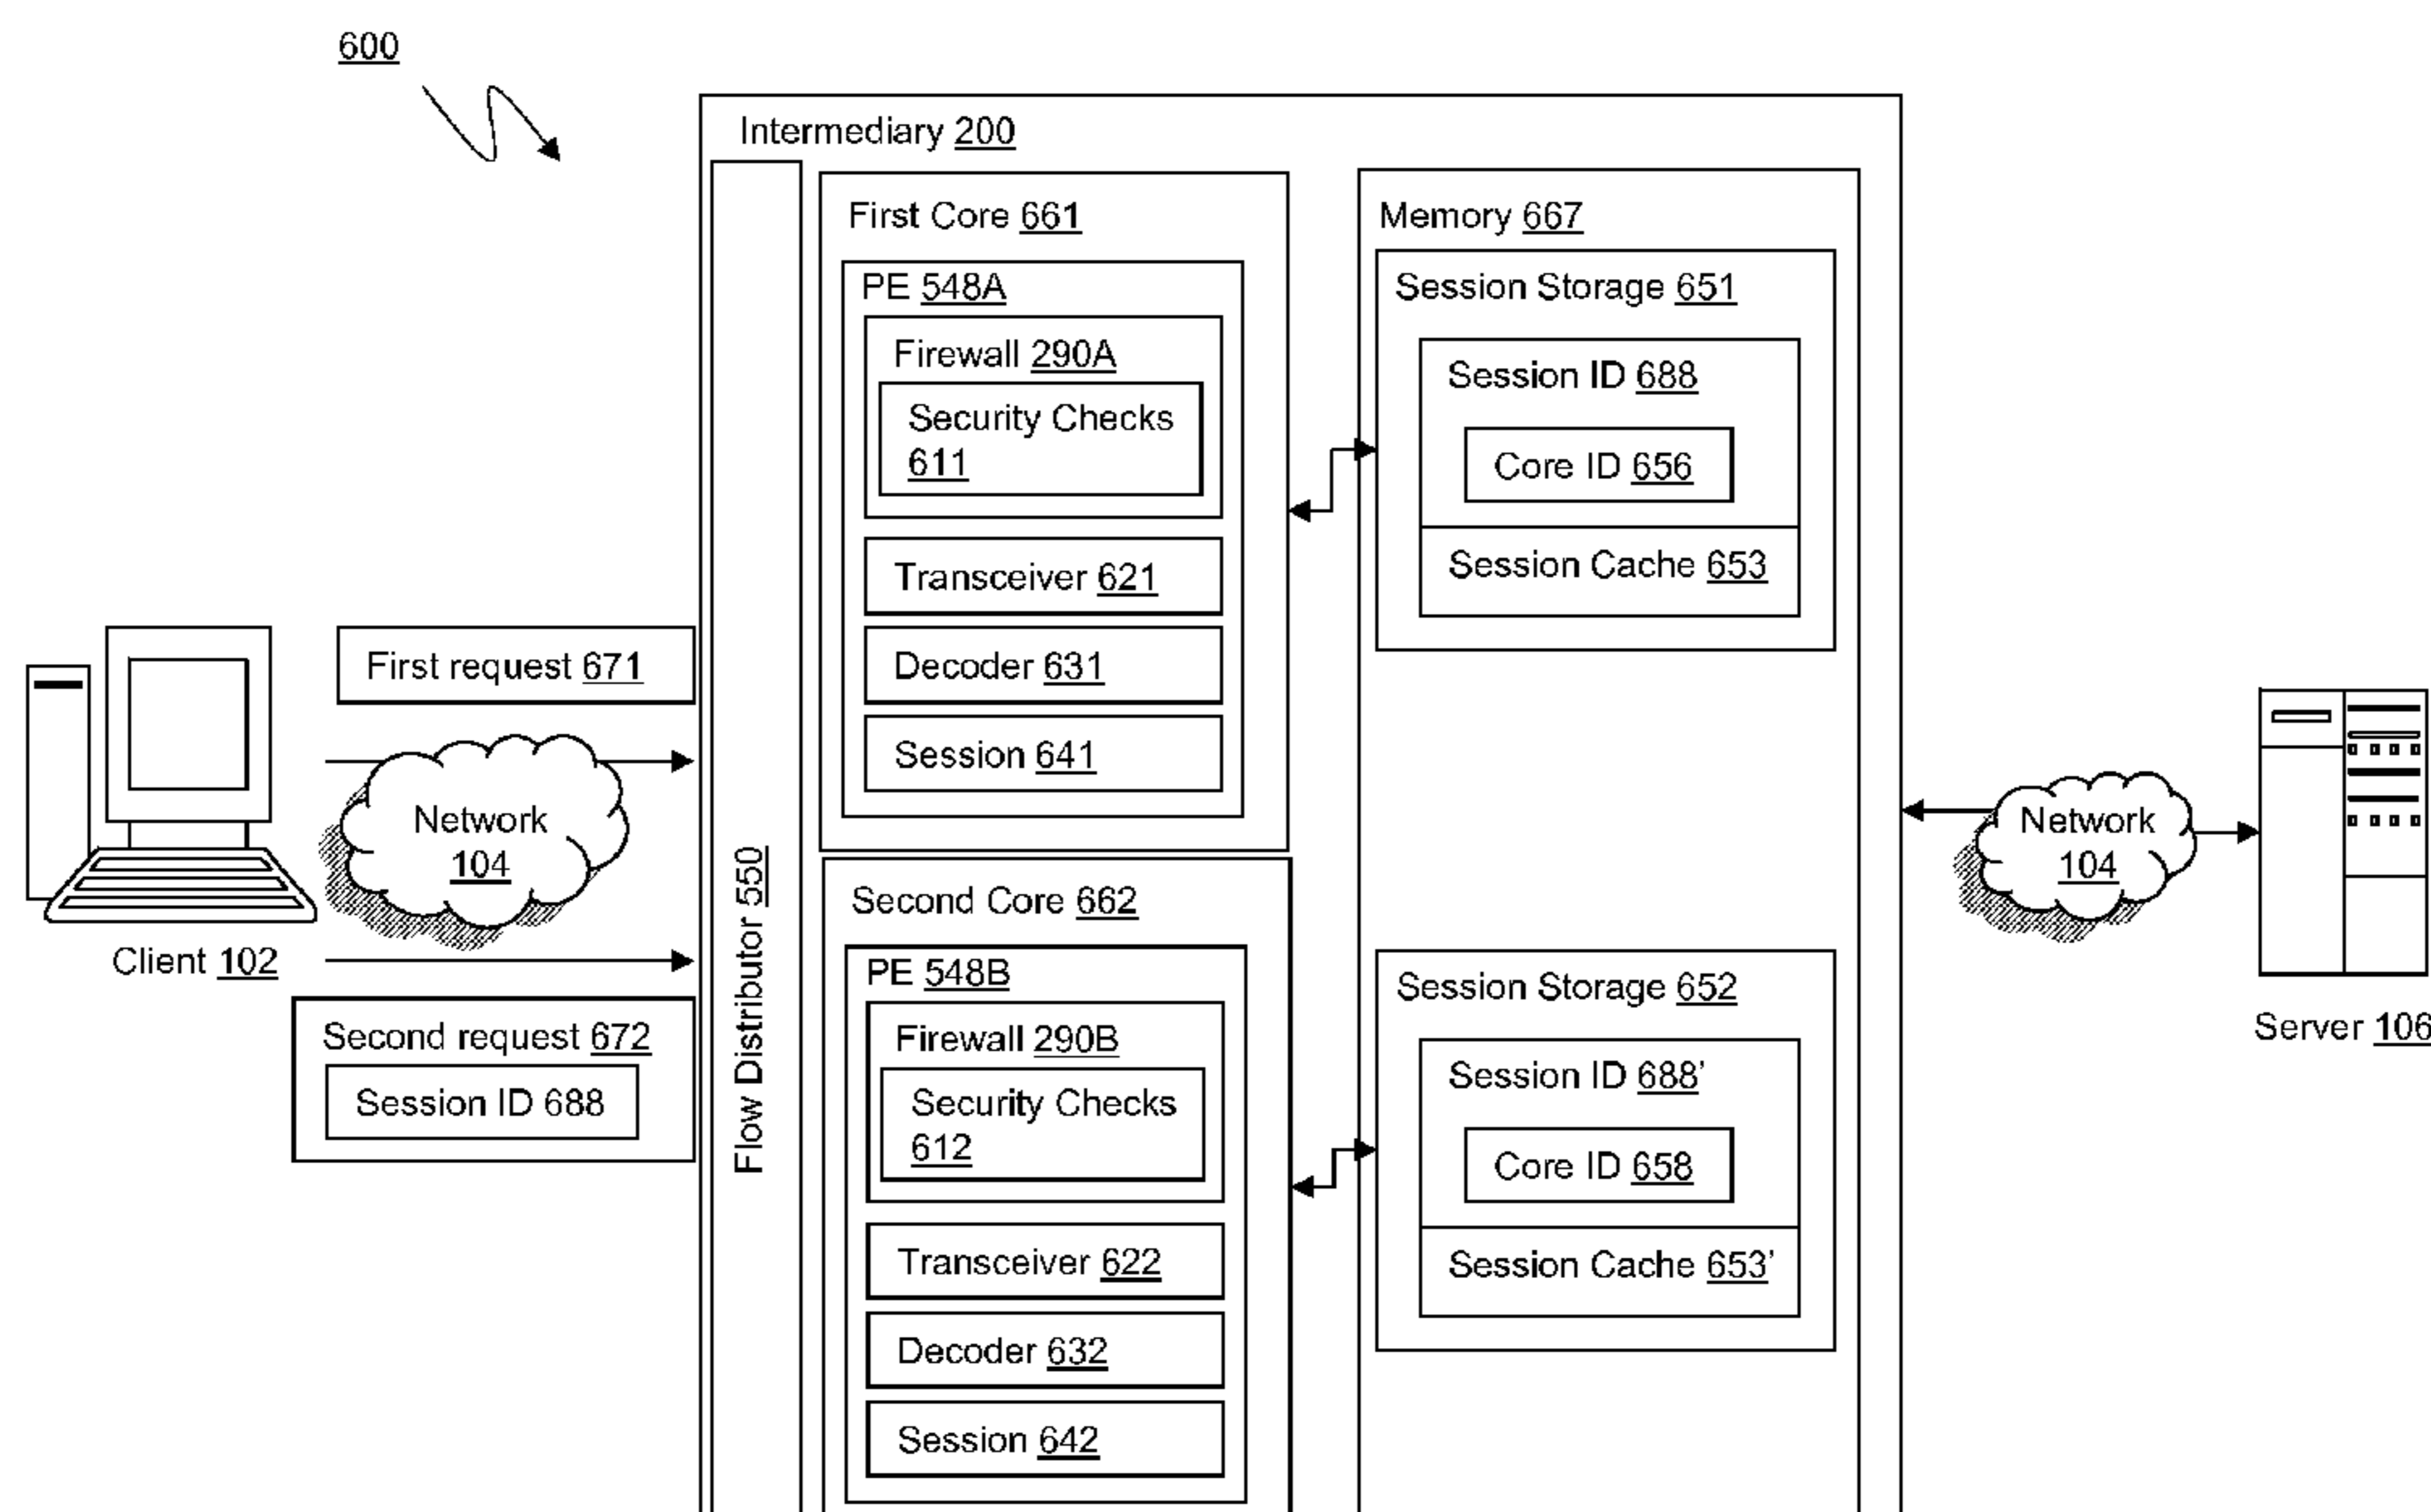 600
Intermediary 200
First Core 661
PE 548A
Firewall 290A
Security Checks
611
Transceiver 621
Decoder 631
Session 641
Memory 667
Session Storage 651
Session ID 688
Core ID 656
Session Cache 653
First request 671
Network
104
Client 102
Second request 672
Session ID 688
Flow Distributor 550
Second Core 662
PE 548B
Firewall 290B
Security Checks
612
Transceiver 622
Decoder 632
Session 642
Session Storage 652
Session ID 688’
Core ID 658
Session Cache 653’
Network
104
Server 106